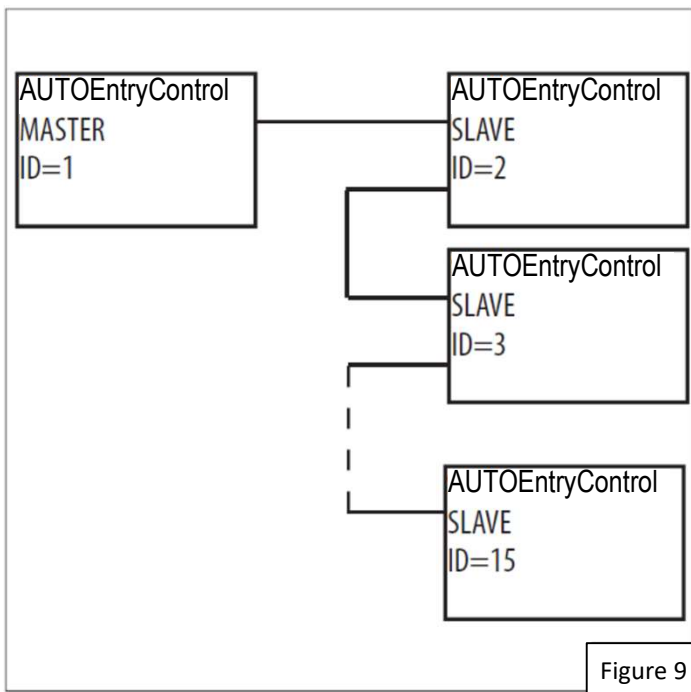 AUTOEntryControl
MASTER
ID=1
AUTOEntryControl
SLAVE
ID=2
AUTOEntryControl
SLAVE
ID=3
AUTOEntryControl
SLAVE
ID=15
Figure 9